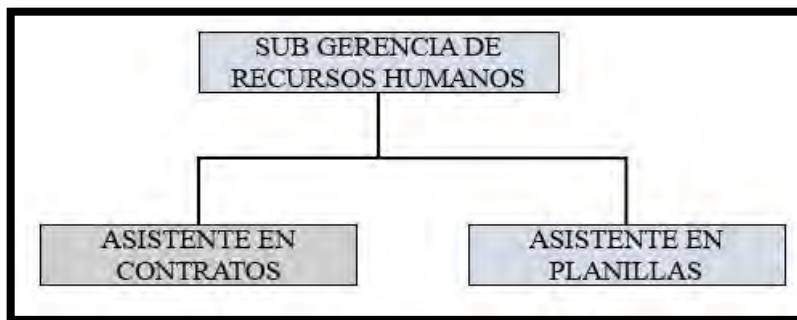 SUB GERENCIA DE
RECURSOS HUMANOS
ASISTENTE EN
CONTRATOS
ASISTENTE EN
PLANILLAS